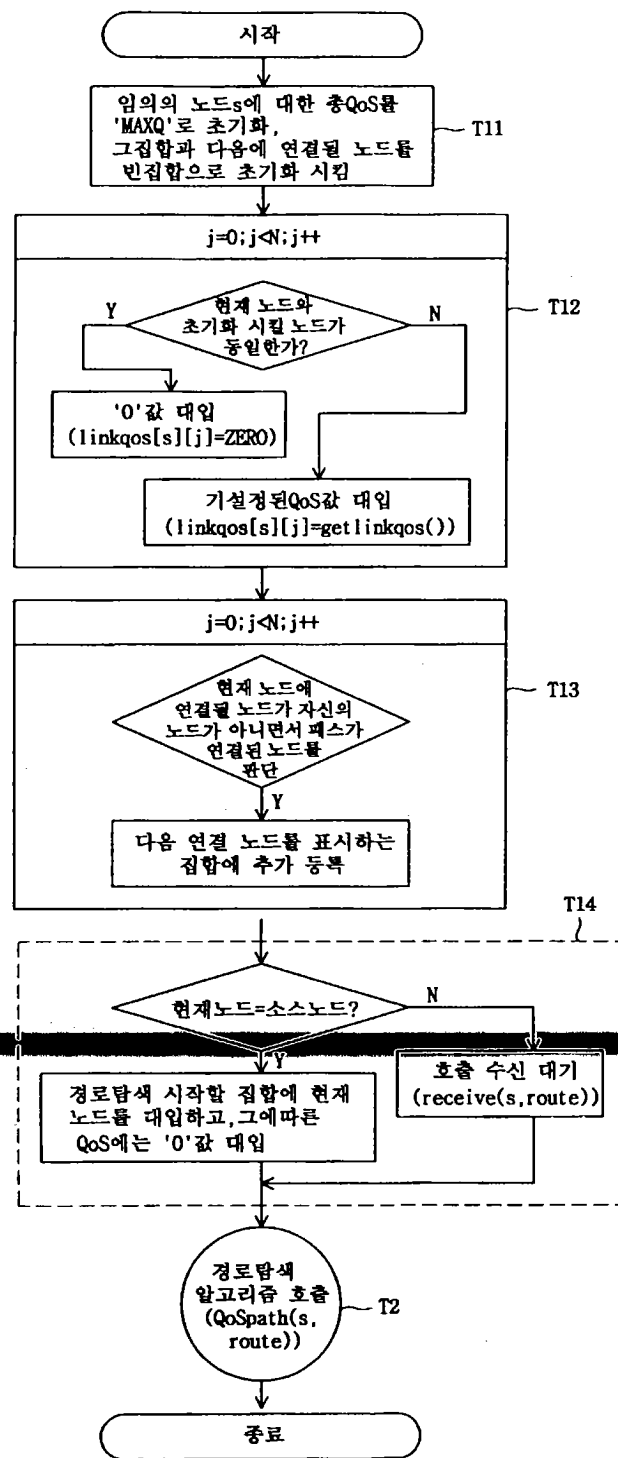 시작
임의의 노드s에 대한 총QoS를
'MAXQ'로 초기화,
그집합과 다음에 연결될 노드를
빈집합으로 초기화 시킴
T11
j=0;j<N;j++
현재 노드와
초기화 시킬 노드가
동일한가?
Y
N
T12
'0'값 대입
(linkqos[s][j]=ZERO)
기설정된QoS값 대입
(linkqos[s][j]=getlinkqos())
j=0;j<N;j++
현재 노드에
연결될 노드가 자신의
노드가 아니면서 패스가
연결된 노드를
판단
T13
Y
다음 연결 노드를 표시하는
집합에 추가 등록
T14
현재노드=소스노드?
N
Y
경로탐색 시작할 집합에 현재
노드를 대입하고,그에따른
QoS에는 '0'값 대입
호출 수신 대기
(receive(s,route))
경로탐색
알고리즘 호출
(QoSpath(s,
route))
T2
종료